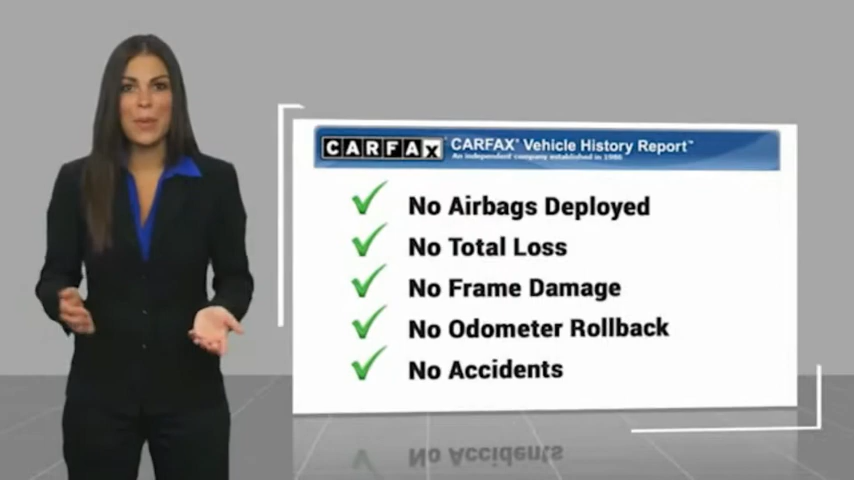 CARFAX CARFAX® Vehicle History Report™
An independent company established in 1986
No Airbags Deployed
No Total Loss
No Frame Damage
No Odometer Rollback
No Accidents
No Accidents